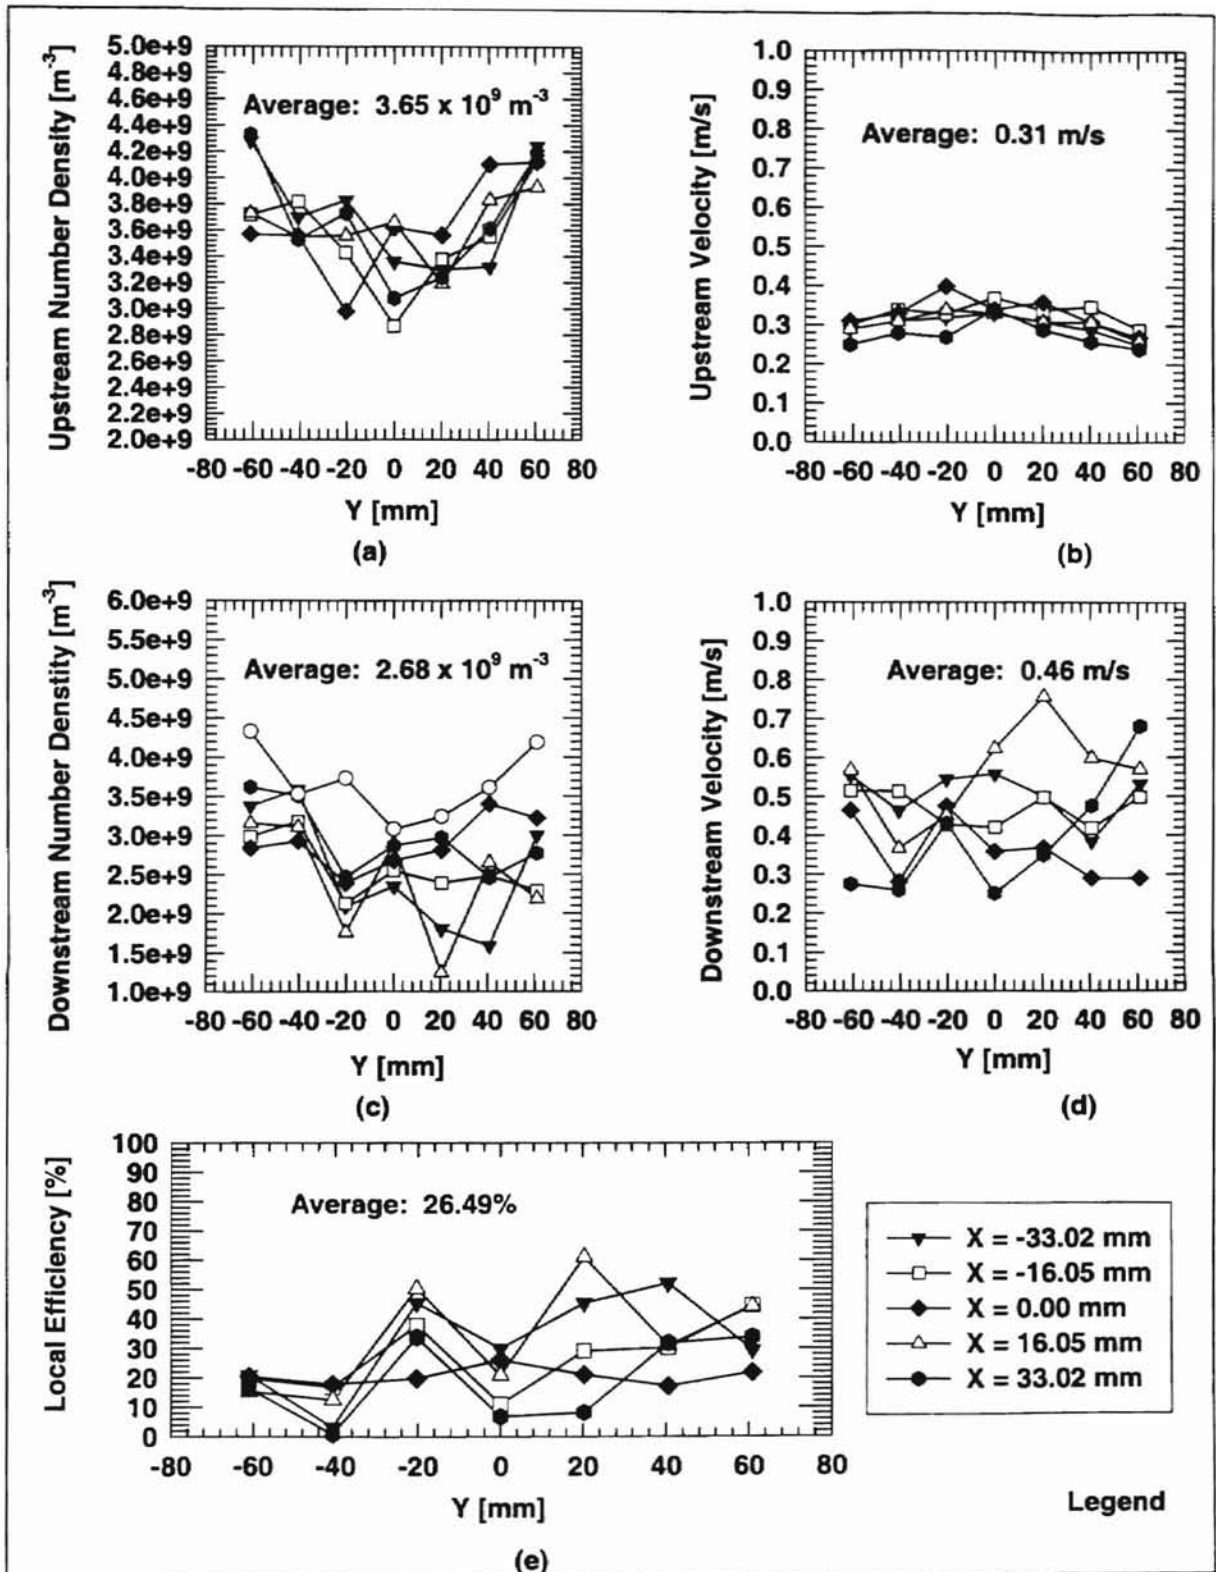 Upstream Number Density [m-3]
5.0e+9
4.8e+9
4.6e+9
4.4e+9
4.2e+9
4.0e+9
3.8e+9
3.6e+9
3.4e+9
3.2e+9
3.0e+9
2.8e+9
2.6e+9
2.4e+9
2.2e+9
2.0e+9
Average: 3.65 x 10^9 m^-3
-80 -60 -40 -20 0 20 40 60 80
Y [mm]
(a)
Upstream Velocity [m/s]
1.0
0.9
0.8
0.7
0.6
0.5
0.4
0.3
0.2
0.1
0.0
Average: 0.31 m/s
-80 -60 -40 -20 0 20 40 60 80
Y [mm]
(b)
Downstream Number Denstity [m-3]
6.0e+9
5.5e+9
5.0e+9
4.5e+9
4.0e+9
3.5e+9
3.0e+9
2.5e+9
2.0e+9
1.5e+9
1.0e+9
Average: 2.68 x 10^9 m^-3
-80 -60 -40 -20 0 20 40 60 80
Y [mm]
(c)
Downstream Velocity [m/s]
1.0
0.9
0.8
0.7
0.6
0.5
0.4
0.3
0.2
0.1
0.0
Average: 0.46 m/s
-80 -60 -40 -20 0 20 40 60 80
Y [mm]
(d)
Local Efficiency [%]
100
90
80
70
60
50
40
30
20
10
0
Average: 26.49%
-80 -60 -40 -20 0 20 40 60 80
Y [mm]
(e)
X = -33.02 mm
X = -16.05 mm
X = 0.00 mm
X = 16.05 mm
X = 33.02 mm
Legend